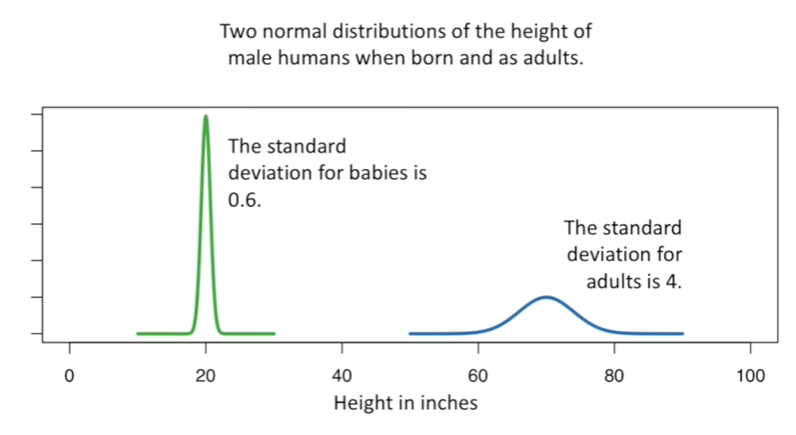 Two normal distributions of the height of
male humans when born and as adults.
The standard
deviation for babies is
0.6.
The standard
deviation for
adults is 4.
0 20 40 60 80 100
Height in inches